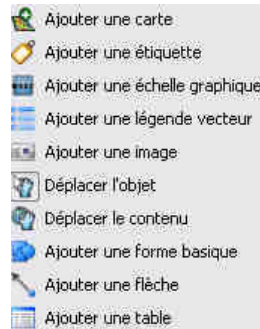 Ajouter une carte
Ajouter une étiquette
Ajouter une échelle graphique
Ajouter une légende vecteur
Ajouter une image
Déplacer l'objet
Déplacer le contenu
Ajouter une forme basique
Ajouter une flèche
Ajouter une table